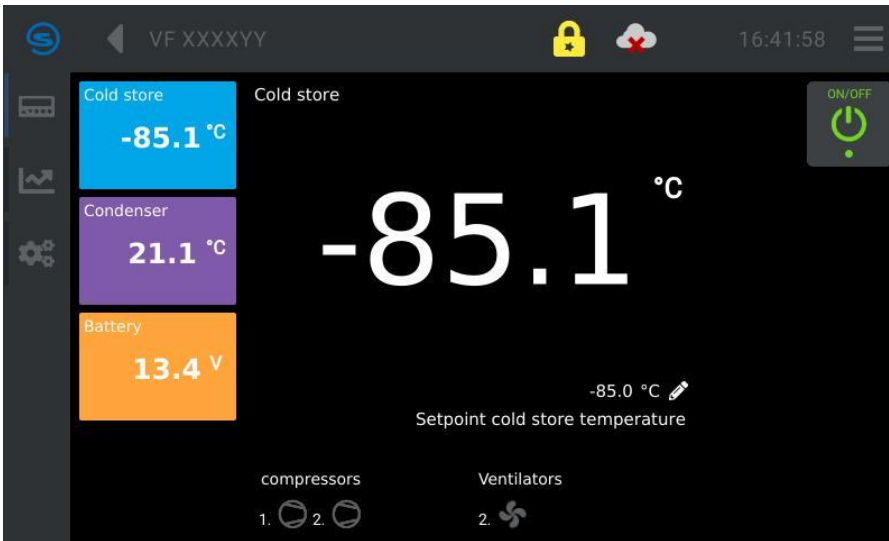 VF XXXXYY
16:41:58
Cold store
-85.1 °C
Condenser
21.1 °C
Battery
13.4 V
Cold store
-85.1 °C
-85.0 °C
Setpoint cold store temperature
ON/OFF
compressors
1. 2.
Ventilators
2.